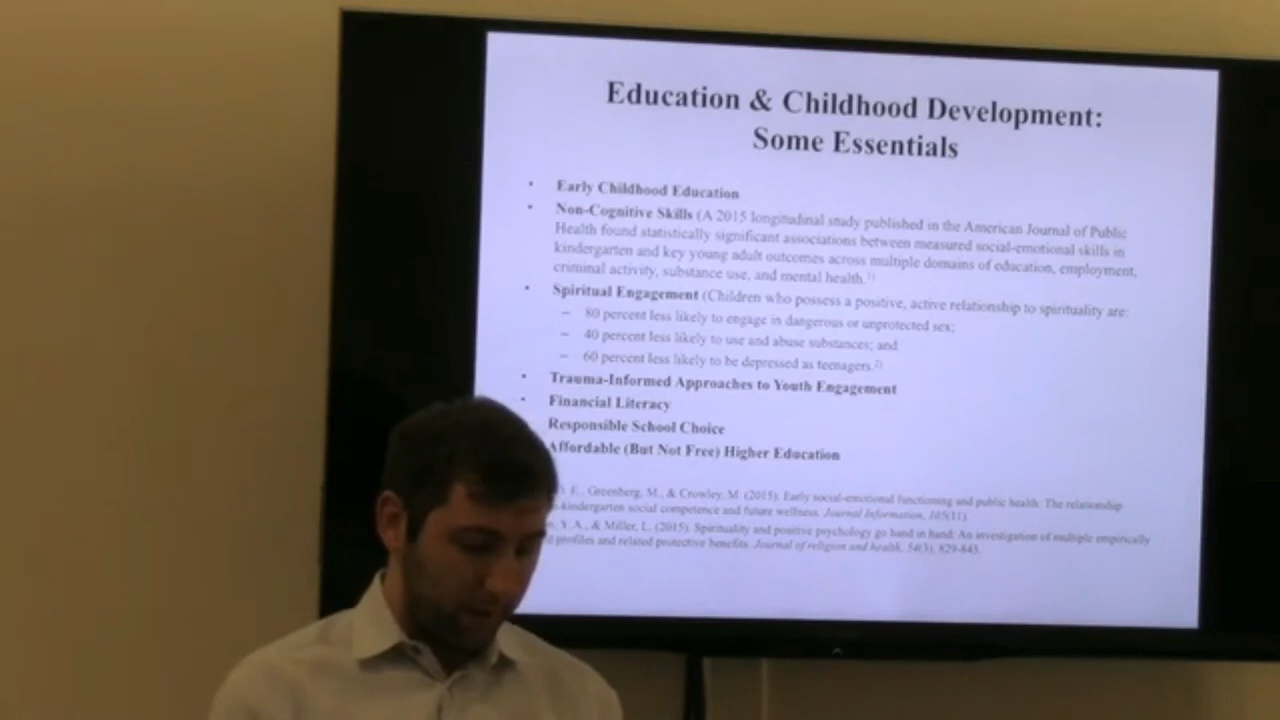 Education & Childhood Development:
Some Essentials
• Early Childhood Education
• Non-Cognitive Skills (A 2015 longitudinal study published in the American Journal of Public
Health found statistically significant associations between measured social-emotional skills in
kindergarten and key young adult outcomes across multiple domains of education, employment,
criminal activity, substance use, and mental health.
• Spiritual Engagement (Children who possess a positive, active relationship to spirituality are:
– 80 percent less likely to engage in dangerous or unprotected sex;
– 40 percent less likely to use and abuse substances; and
– 60 percent less likely to be depressed as teenagers.
• Trauma-Informed Approaches to Youth Engagement
• Financial Literacy
Responsible School Choice
Affordable (But Not Free) Higher Education
E., Greenberg, M., & Crowley, M. (2015). Early social-emotional functioning and public health: The relationship
kindergarten social competence and future wellness. Journal Information, 105(11).
Y. A., & Miller, L. (2015). Spirituality and positive psychology go hand in hand: An investigation of multiple empirically
profiles and related protective benefits. Journal of religion and health, 54(3), 829-843.